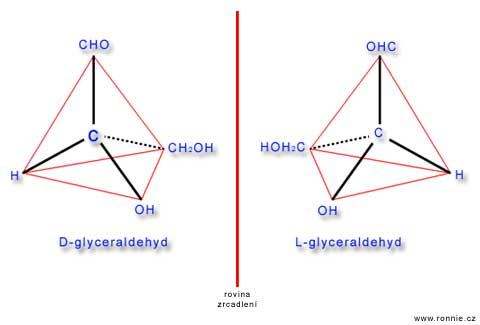 CHO
C
CH2OH
H
OH
D-glyceraldehyd
OHC
C
HOH2C
H
OH
L-glyceraldehyd
rovina
zrcadlení
www.ronnie.cz